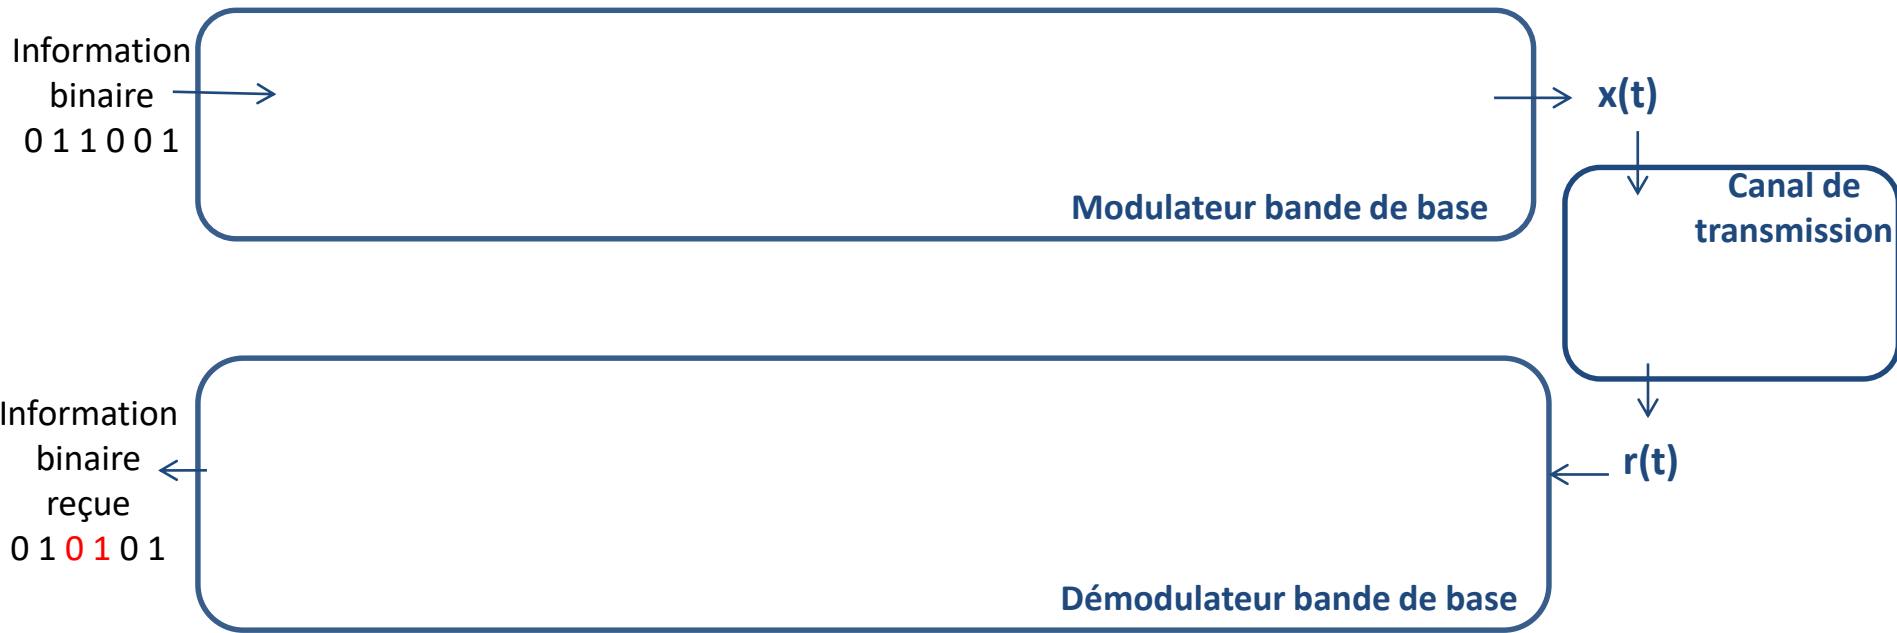 Information
binaire
0 1 1 0 0 1
x(t)
Modulateur bande de base
Canal de
transmission
Information
binaire
reçue
0 1 0 1 0 1
r(t)
Démodulateur bande de base